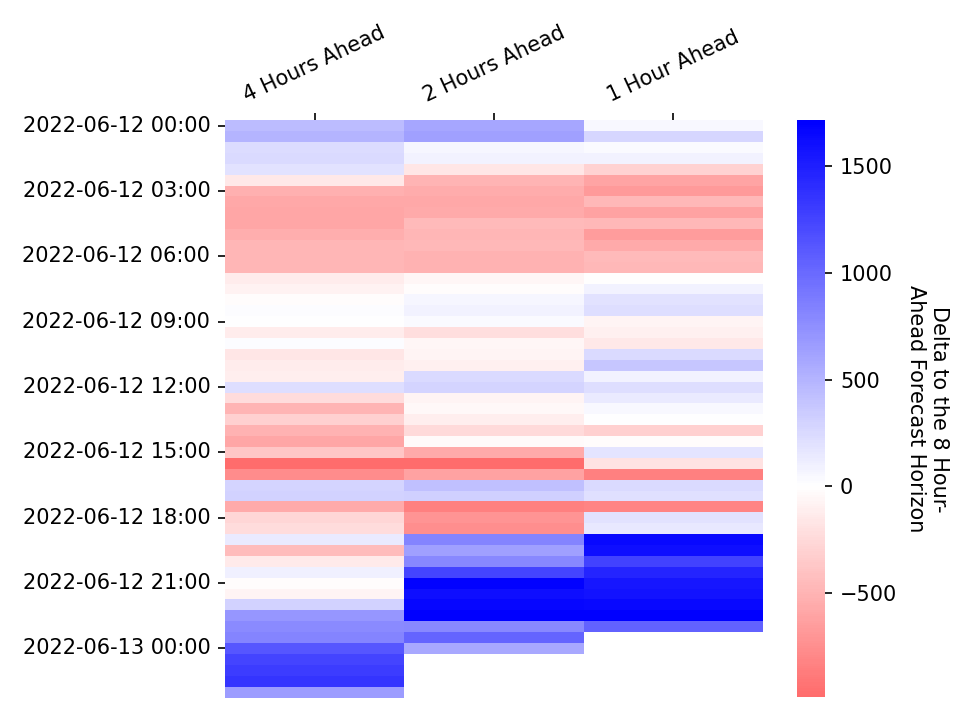 4 Hours Ahead
2 Hours Ahead
1 Hour Ahead
2022-06-12 00:00
2022-06-12 03:00
2022-06-12 06:00
2022-06-12 09:00
2022-06-12 12:00
2022-06-12 15:00
2022-06-12 18:00
2022-06-12 21:00
2022-06-13 00:00
1500
1000
500
0
−500
Delta to the 8 Hour-
Ahead Forecast Horizon